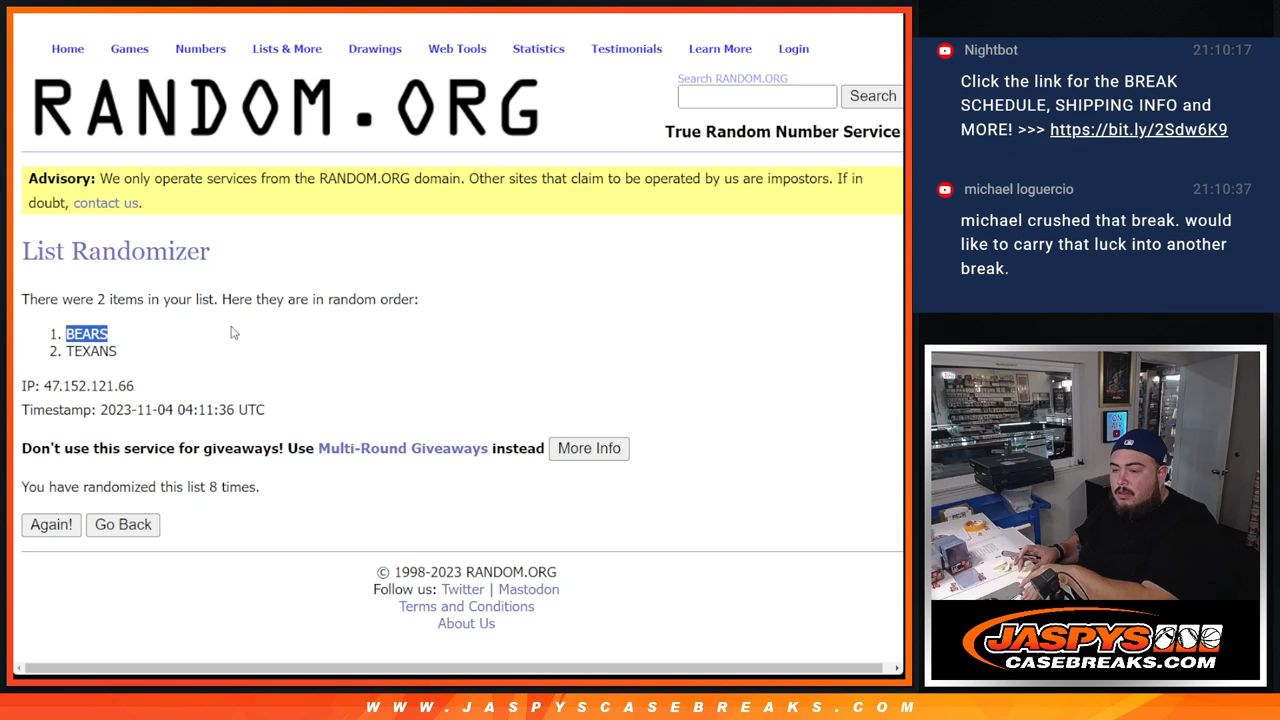 Home Games Numbers Lists & More Drawings Web Tools Statistics Testimonials Learn More Login
RANDOM.ORG
Search RANDOM.ORG
Search
True Random Number Service
Advisory: We only operate services from the RANDOM.ORG domain. Other sites that claim to be operated by us are impostors. If in
doubt, contact us.
List Randomizer
There were 2 items in your list. Here they are in random order:
1. BEARS
2. TEXANS
IP: 47.152.121.66
Timestamp: 2023-11-04 04:11:36 UTC
Don't use this service for giveaways! Use Multi-Round Giveaways instead More Info
You have randomized this list 8 times.
Again! Go Back
© 1998-2023 RANDOM.ORG
Follow us: Twitter | Mastodon
Terms and Conditions
About Us
Nightbot 21:10:17
Click the link for the BREAK
SCHEDULE, SHIPPING INFO and
MORE! >>> https://bit.ly/2Sdw6K9
michael loguercio 21:10:37
michael crushed that break. would
like to carry that luck into another
break.
ON
AIR
JASPYS
CASEBREAKS.COM
WWW.JASPYSCASEBREAKS.COM